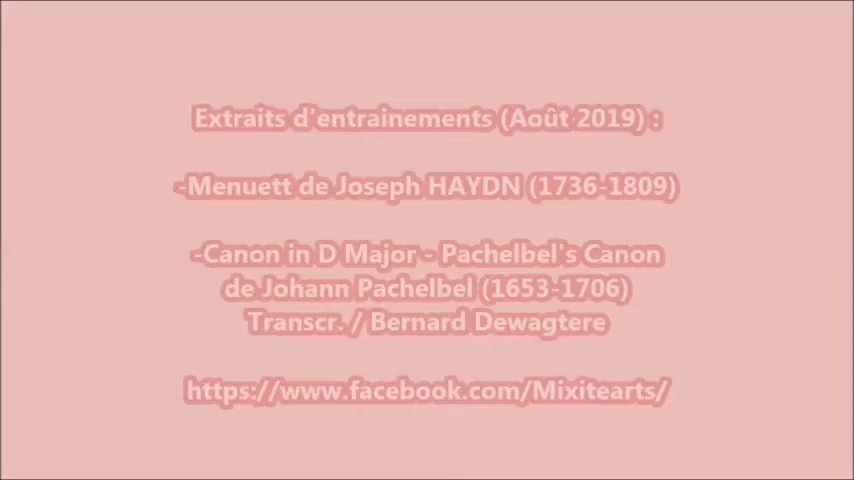 Extraits d'entrainements (Août 2019) :
-Menuett de Joseph HAYDN (1736-1809)
-Canon in D Major - Pachelbel's Canon
de Johann Pachelbel (1653-1706)
Transcr. / Bernard Dewagtere
https://www.facebook.com/Mixitearts/